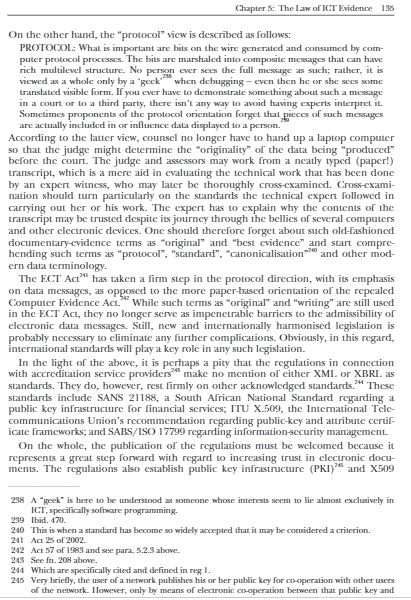 Chapter 5: The Law of ICT Evidence 135
On the other hand, the “protocol” view is described as follows:
PROTOCOL: What is important are bits on the wire generated and consumed by com-
puter protocol processes. The bits are marshaled into composite messages that can have
rich multilevel structure. No person ever sees the full message as such; rather, it is
viewed as a whole only by a ‘geek’238 when debugging – even then he or she sees some
translated visible form. If you ever have to demonstrate something about such a message
in a court or to a third party, there isn’t any way to avoid having experts interpret it.
Sometimes proponents of the protocol orientation forget that pieces of such messages
are actually included in or influence data displayed to a person.239
According to the latter view, counsel no longer have to hand up a laptop computer
so that the judge might determine the “originality” of the data being “produced”
before the court. The judge and assessors may work from a neatly typed (paper!)
transcript, which is a mere aid in evaluating the technical work that has been done
by an expert witness, who may later be thoroughly cross-examined. Cross-exami-
nation should turn particularly on the standards the technical expert followed in
carrying out her or his work. The expert has to explain why the contents of the
transcript may be trusted despite its journey through the bellies of several computers
and other electronic devices. One should therefore forget about such old-fashioned
documentary-evidence terms as “original” and “best evidence” and start compre-
hending such terms as “protocol”, “standard”, “canonicalisation”240 and other mod-
ern data terminology.
The ECT Act241 has taken a firm step in the protocol direction, with its emphasis
on data messages, as opposed to the more paper-based orientation of the repealed
Computer Evidence Act.242 While such terms as “original” and “writing” are still used
in the ECT Act, they no longer serve as impenetrable barriers to the admissibility of
electronic data messages. Still, new and internationally harmonised legislation is
probably necessary to eliminate any further complications. Obviously, in this regard,
international standards will play a key role in any such legislation.
In the light of the above, it is perhaps a pity that the regulations in connection
with accreditation service providers243 make no mention of either XML or XBRL as
standards. They do, however, rest firmly on other acknowledged standards.244 These
standards include SANS 21188, a South African National Standard regarding a
public key infrastructure for financial services; ITU X.509, the International Tele-
communications Union’s recommendation regarding public-key and attribute certif-
icate frameworks; and SABS/ISO 17799 regarding information-security management.
On the whole, the publication of the regulations must be welcomed because it
represents a great step forward with regard to increasing trust in electronic docu-
ments. The regulations also establish public key infrastructure (PKI)245 and X509
238 A “geek” is here to be understood as someone whose interests seem to lie almost exclusively in
ICT, specifically software programming.
239 Ibid. 470.
240 This is when a standard has become so widely accepted that it may be considered a criterion.
241 Act 25 of 2002.
242 Act 57 of 1983 and see para. 5.2.3 above.
243 See fn. 208 above.
244 Which are specifically cited and defined in reg 1.
245 Very briefly, the user of a network publishes his or her public key for co-operation with other users
of the network. However, only by means of electronic co-operation between that public key and